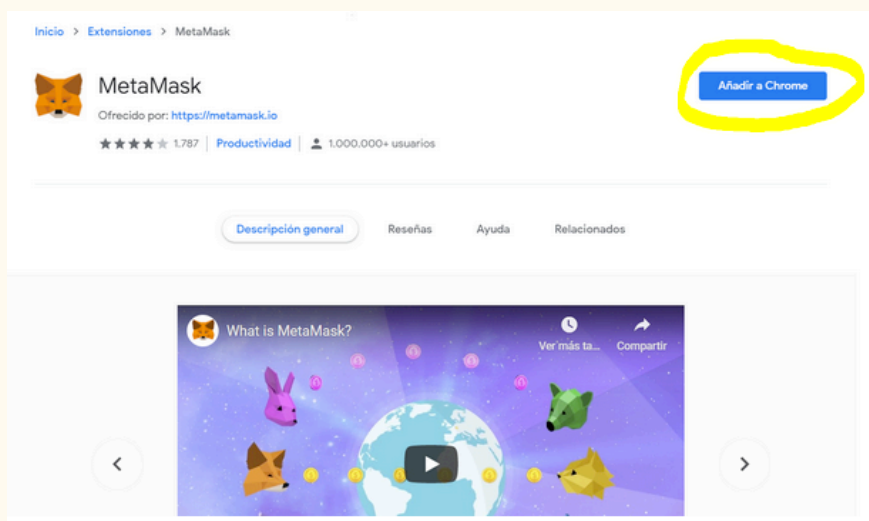 Inicio > Extensiones > MetaMask
MetaMask
Añadir a Chrome
Ofrecido por: https://metamask.io
1.787 | Productividad | 1.000.000+ usuarios
Descripción general Reseñas Ayuda Relacionados
What is MetaMask?
Ver más ta... Compartir